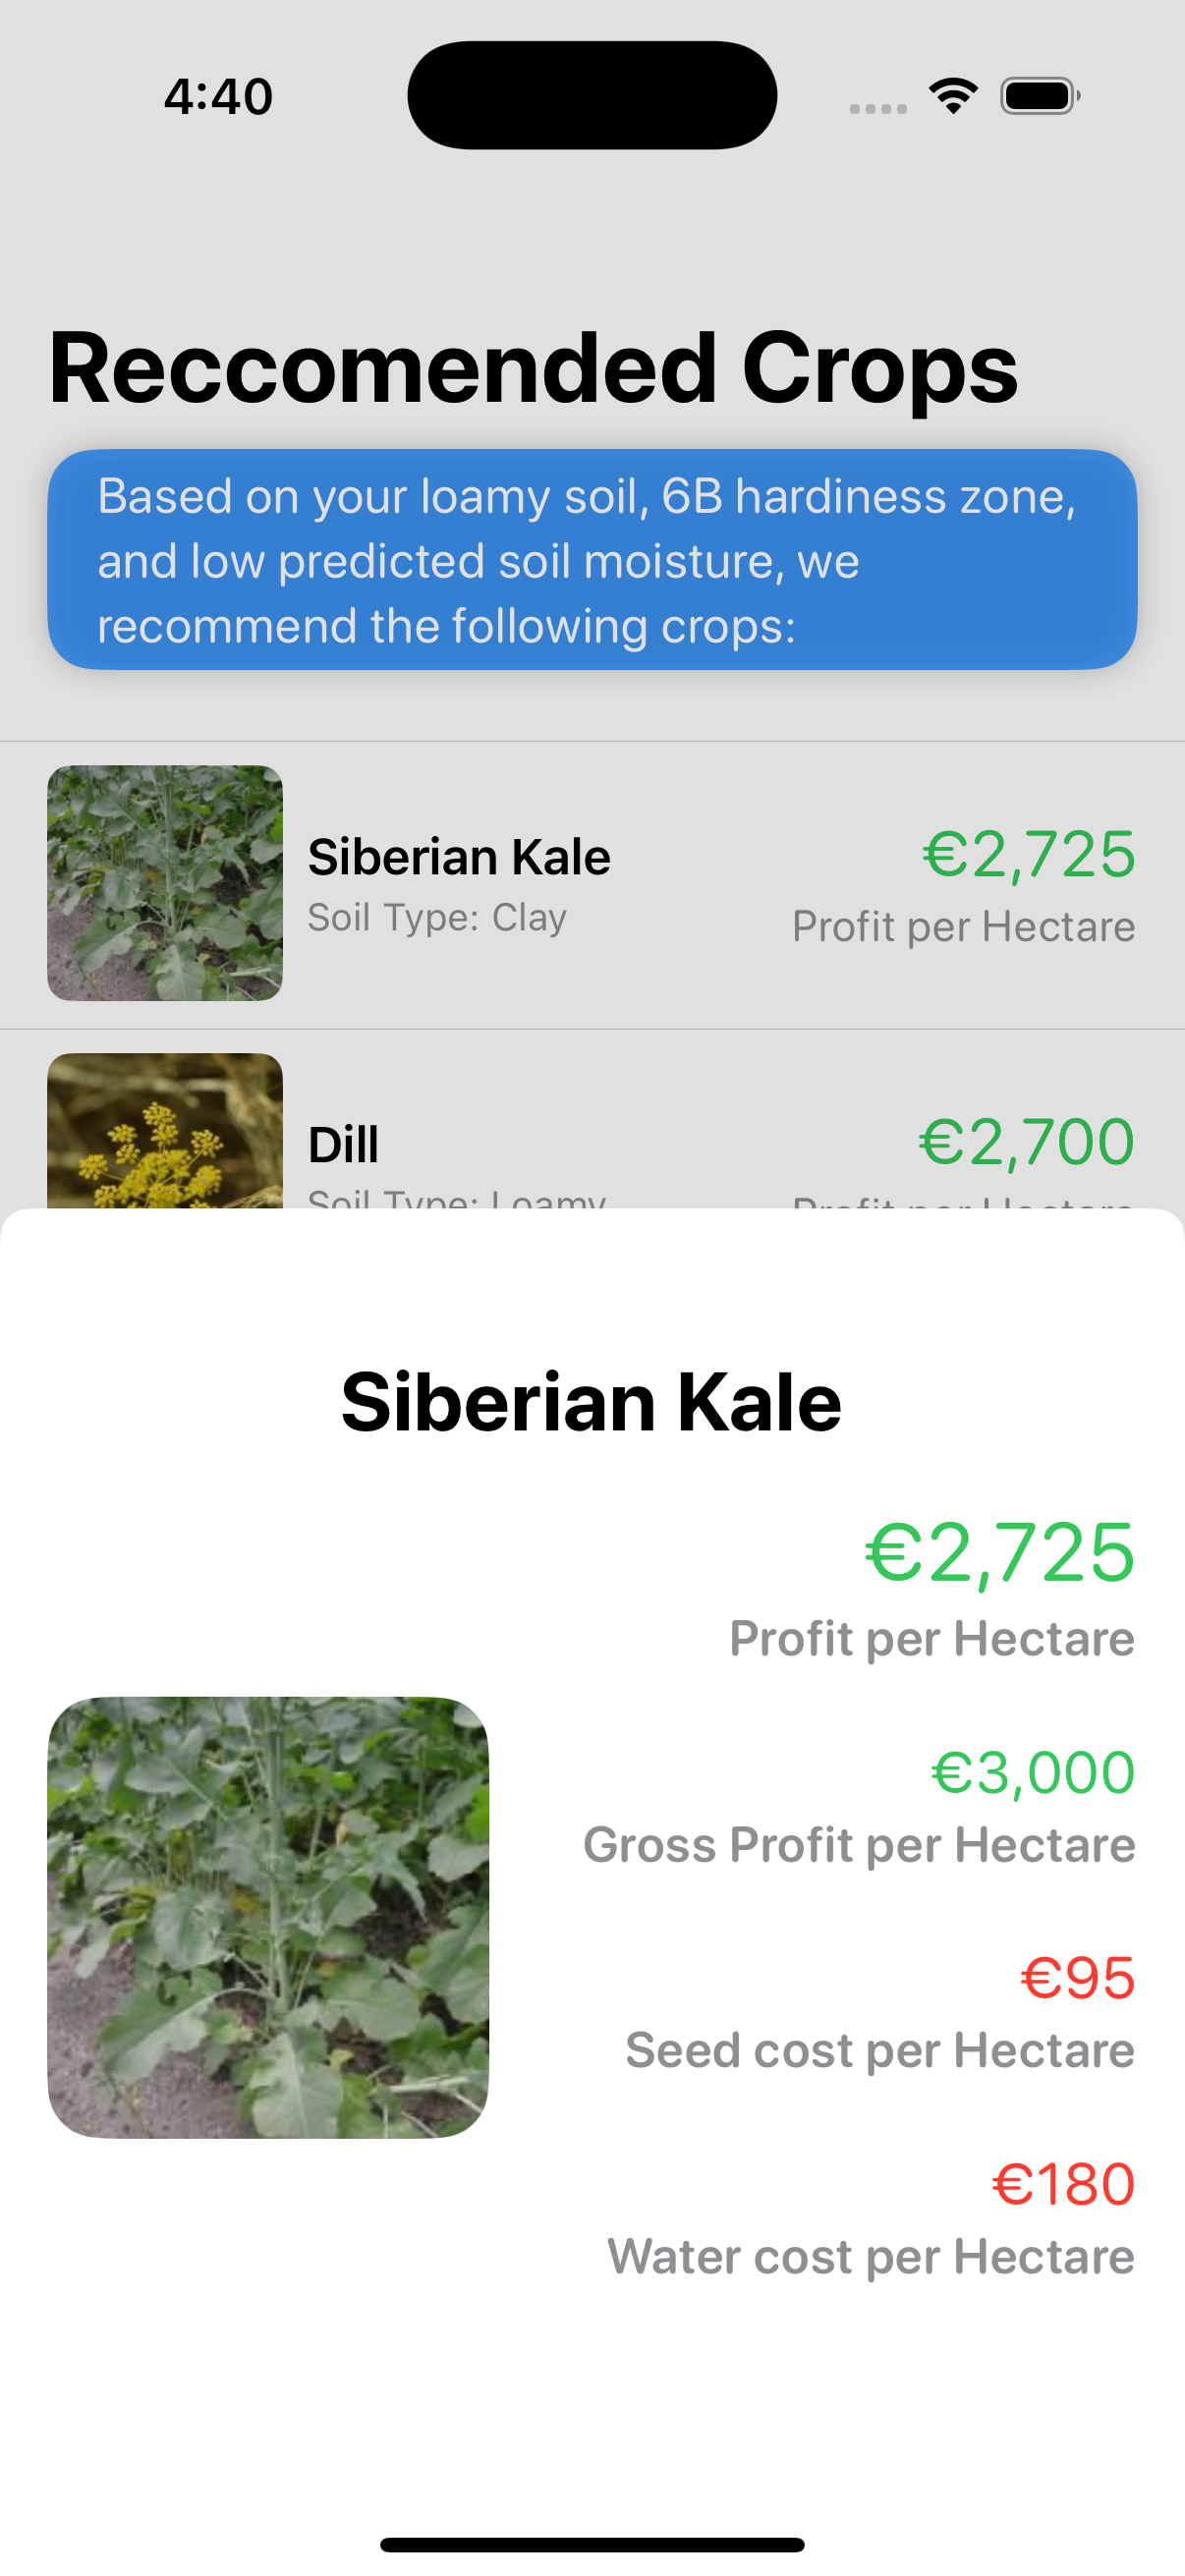 4:40
Reccomended Crops
Based on your loamy soil, 6B hardiness zone,
and low predicted soil moisture, we
recommend the following crops:
Siberian Kale
Soil Type: Clay
€2,725
Profit per Hectare
Dill
Soil Type: Loamy
€2,700
Profit per Hectare
Siberian Kale
€2,725
Profit per Hectare
€3,000
Gross Profit per Hectare
€95
Seed cost per Hectare
€180
Water cost per Hectare